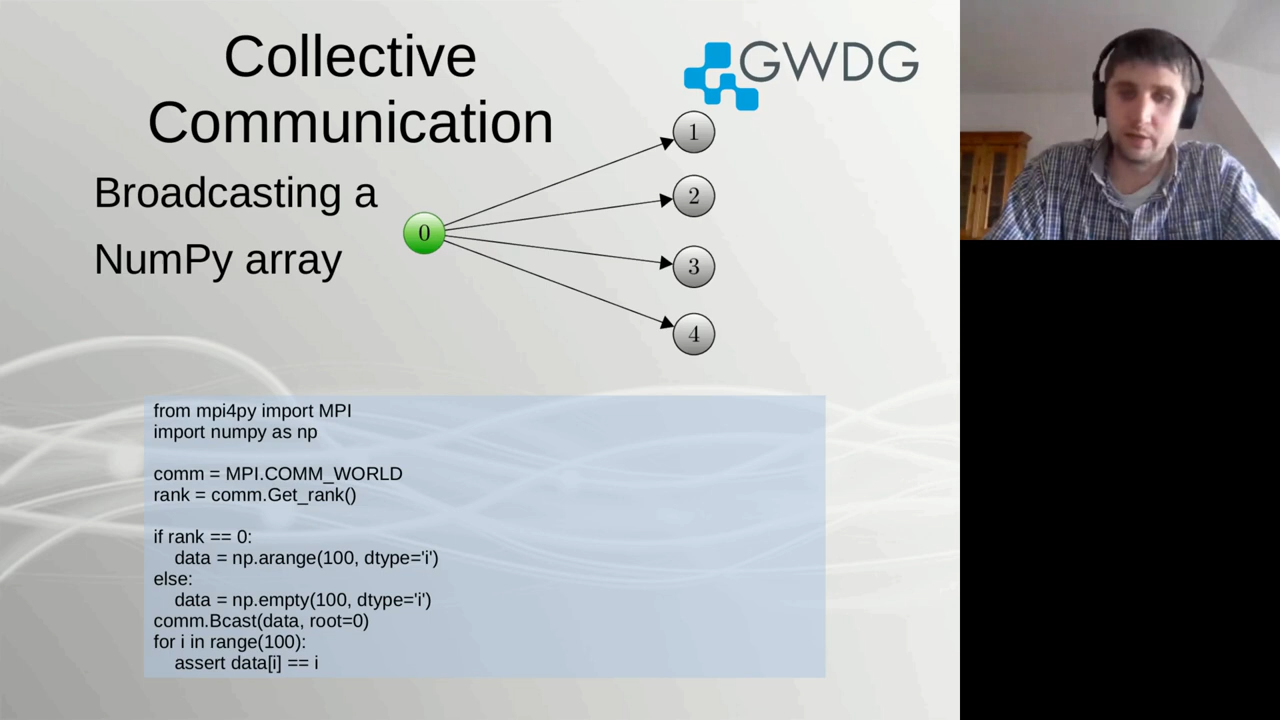 Collective
Communication
GWDG
Broadcasting a
NumPy array
0
1
2
3
4
from mpi4py import MPI
import numpy as np
comm = MPI.COMM_WORLD
rank = comm.Get_rank()
if rank == 0:
    data = np.arange(100, dtype='i')
else:
    data = np.empty(100, dtype='i')
comm.Bcast(data, root=0)
for i in range(100):
    assert data[i] == i